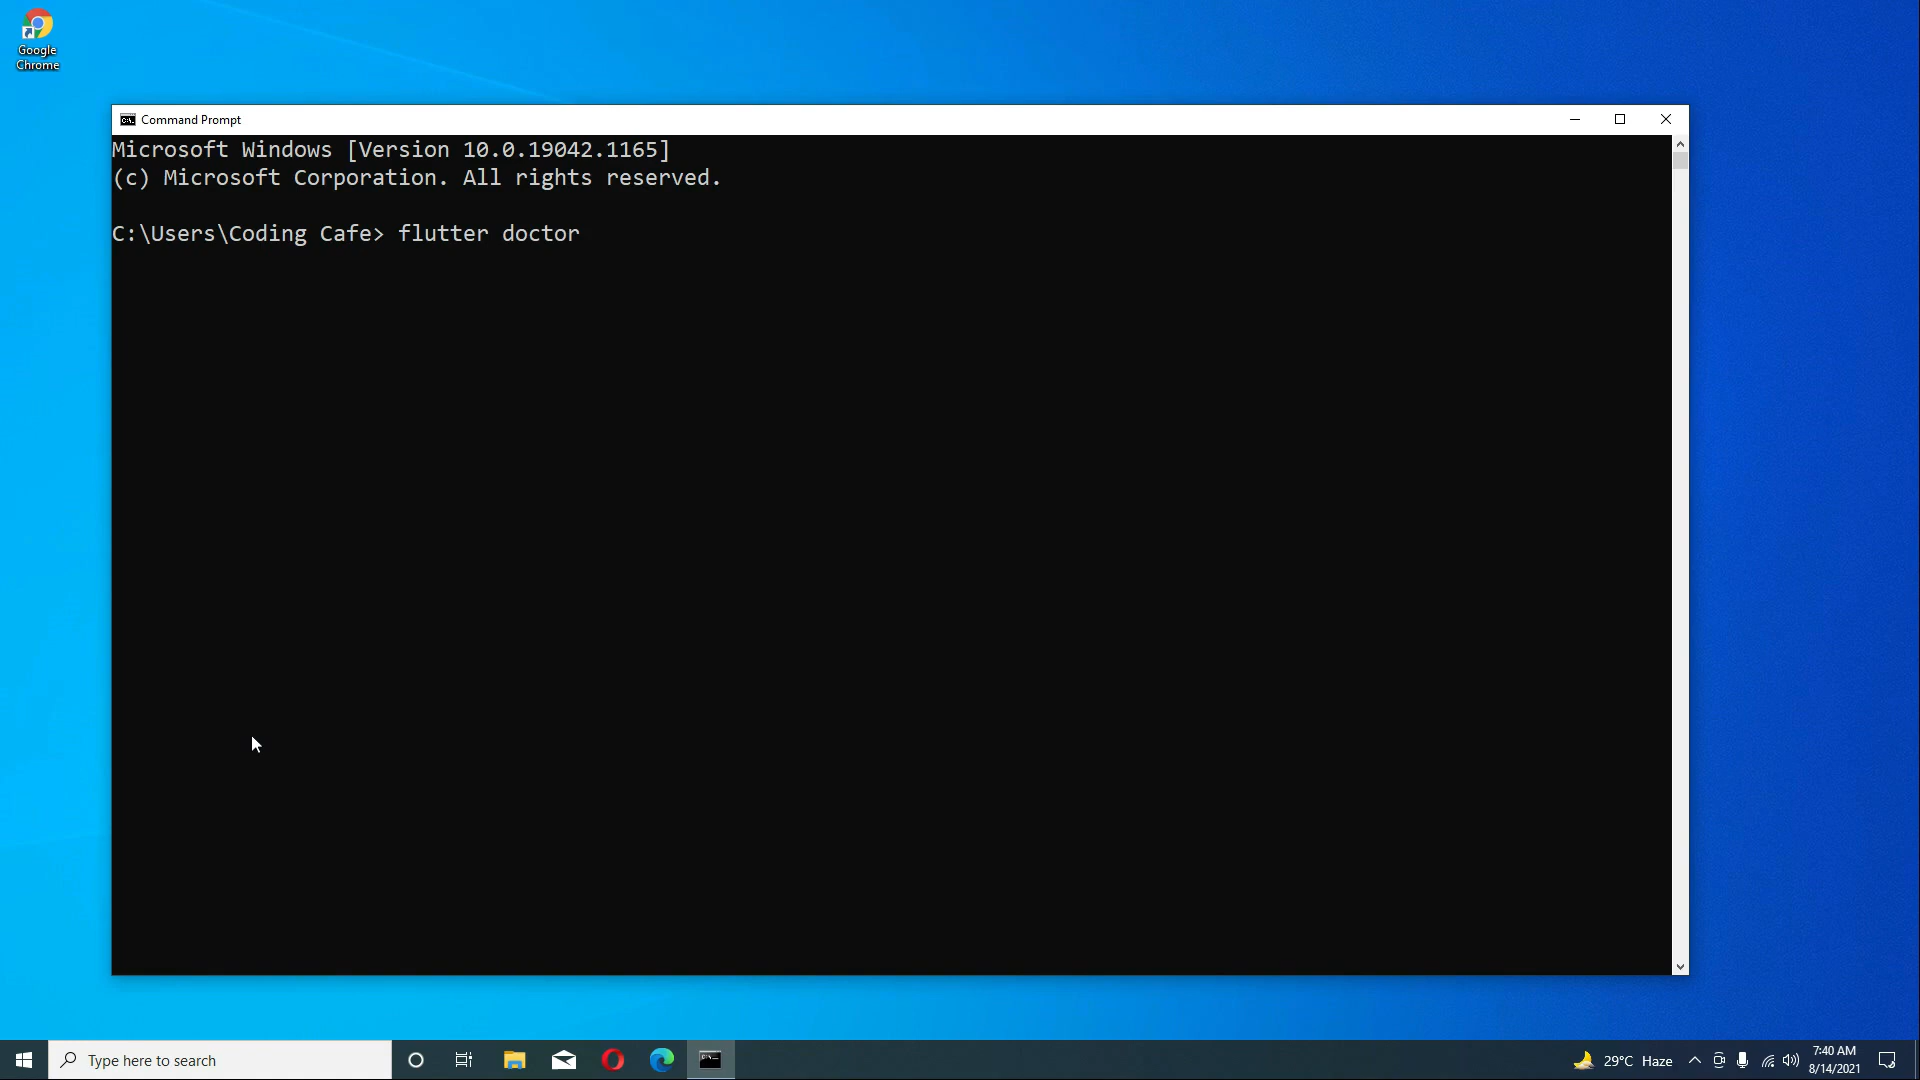 Google
Chrome
Command Prompt
Microsoft Windows [Version 10.0.19042.1165]
(c) Microsoft Corporation. All rights reserved.
C:\Users\Coding Cafe> flutter doctor
Type here to search
29°C Haze
7:40 AM
8/14/2021